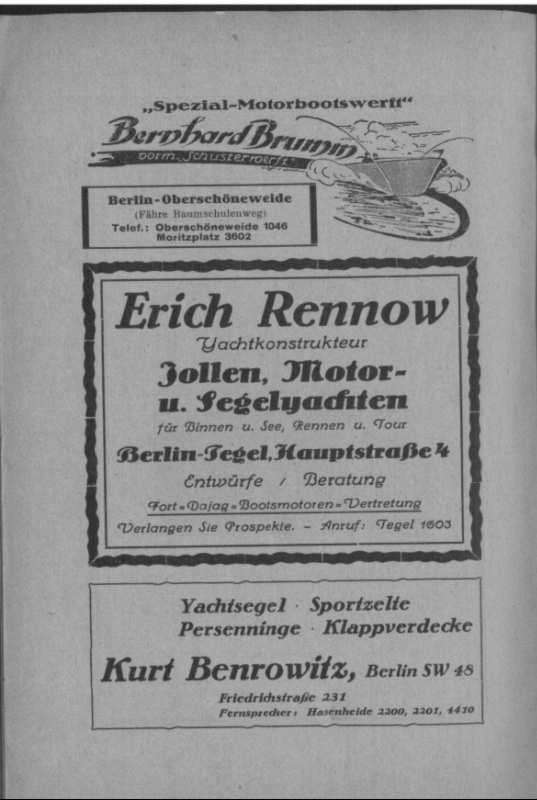 „Spezial-Motorbootswerft“
Bernhard Brumm
vorm. Schusterwerft
Berlin-Oberschöneweide
(Fähre Baumschulenweg)
Telef.: Oberschöneweide 1046
Moritzplatz 3602
Erich Rennow
Yachtkonstrukteur
Jollen, Motor-
u. Segelyachten
für Binnen u. See, Rennen u. Tour
Berlin-Tegel, Hauptstraße 4
Entwürfe / Beratung
Fort=Dajag=Bootsmotoren=Vertretung
Verlangen Sie Prospekte. – Anruf: Tegel 1603
Yachtsegel · Sportzelte
Persenninge · Klappverdecke
Kurt Benrowitz, Berlin SW 48
Friedrichstraße 231
Fernsprecher: Hasenheide 2200, 2201, 4410